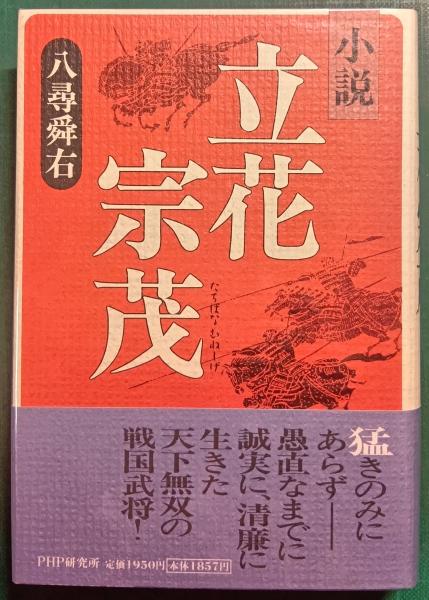 小説
立花
宗茂
たちばなむねしげ
八尋舜右
猛きのみに
あらず――
愚直なまでに
誠実に、清廉に
生きた
天下無双の
戦国武将!
PHP研究所 定価1950円 本体1857円